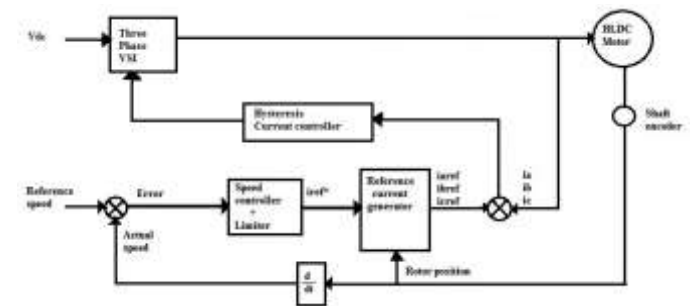 Vdc
Three
Phase
VSI
BLDC
Motor
Hysteresis
Current controller
Shaft
encoder
Reference
speed
Error
Speed
controller
+
Limiter
iref*
Reference
current
generator
iaref
ibref
icref
ia
ib
ic
Actual
speed
d
dt
Rotor position